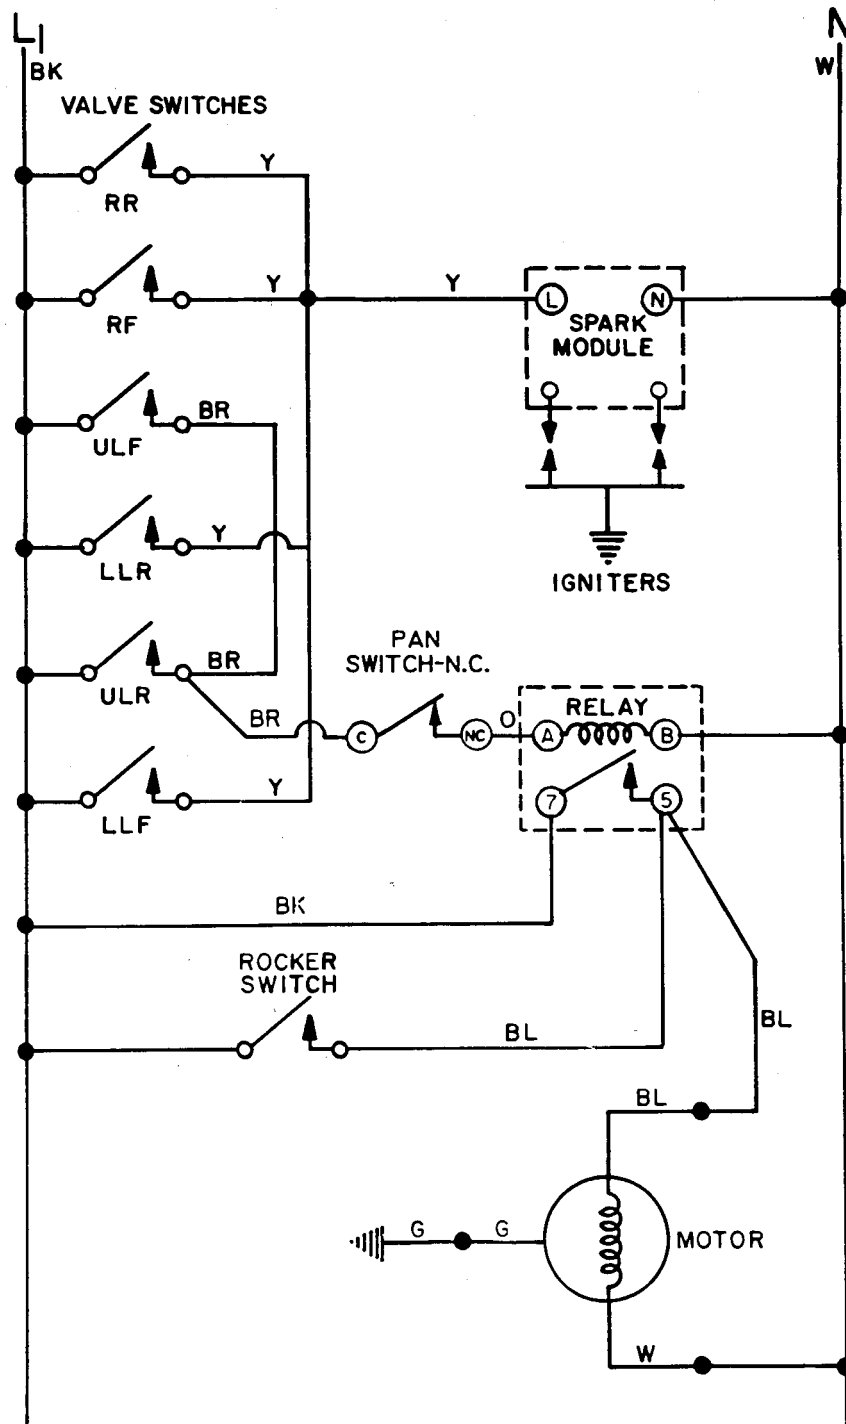 L1
N
BK
W
VALVE SWITCHES
Y
RR
Y
Y
L
N
RF
SPARK
MODULE
BR
ULF
Y
LLR
IGNITERS
PAN
SWITCH-N.C.
BR
ULR
BR
C
NC
O
RELAY
A
B
Y
LLF
7
5
BK
ROCKER
SWITCH
BL
BL
BL
G
G
MOTOR
W